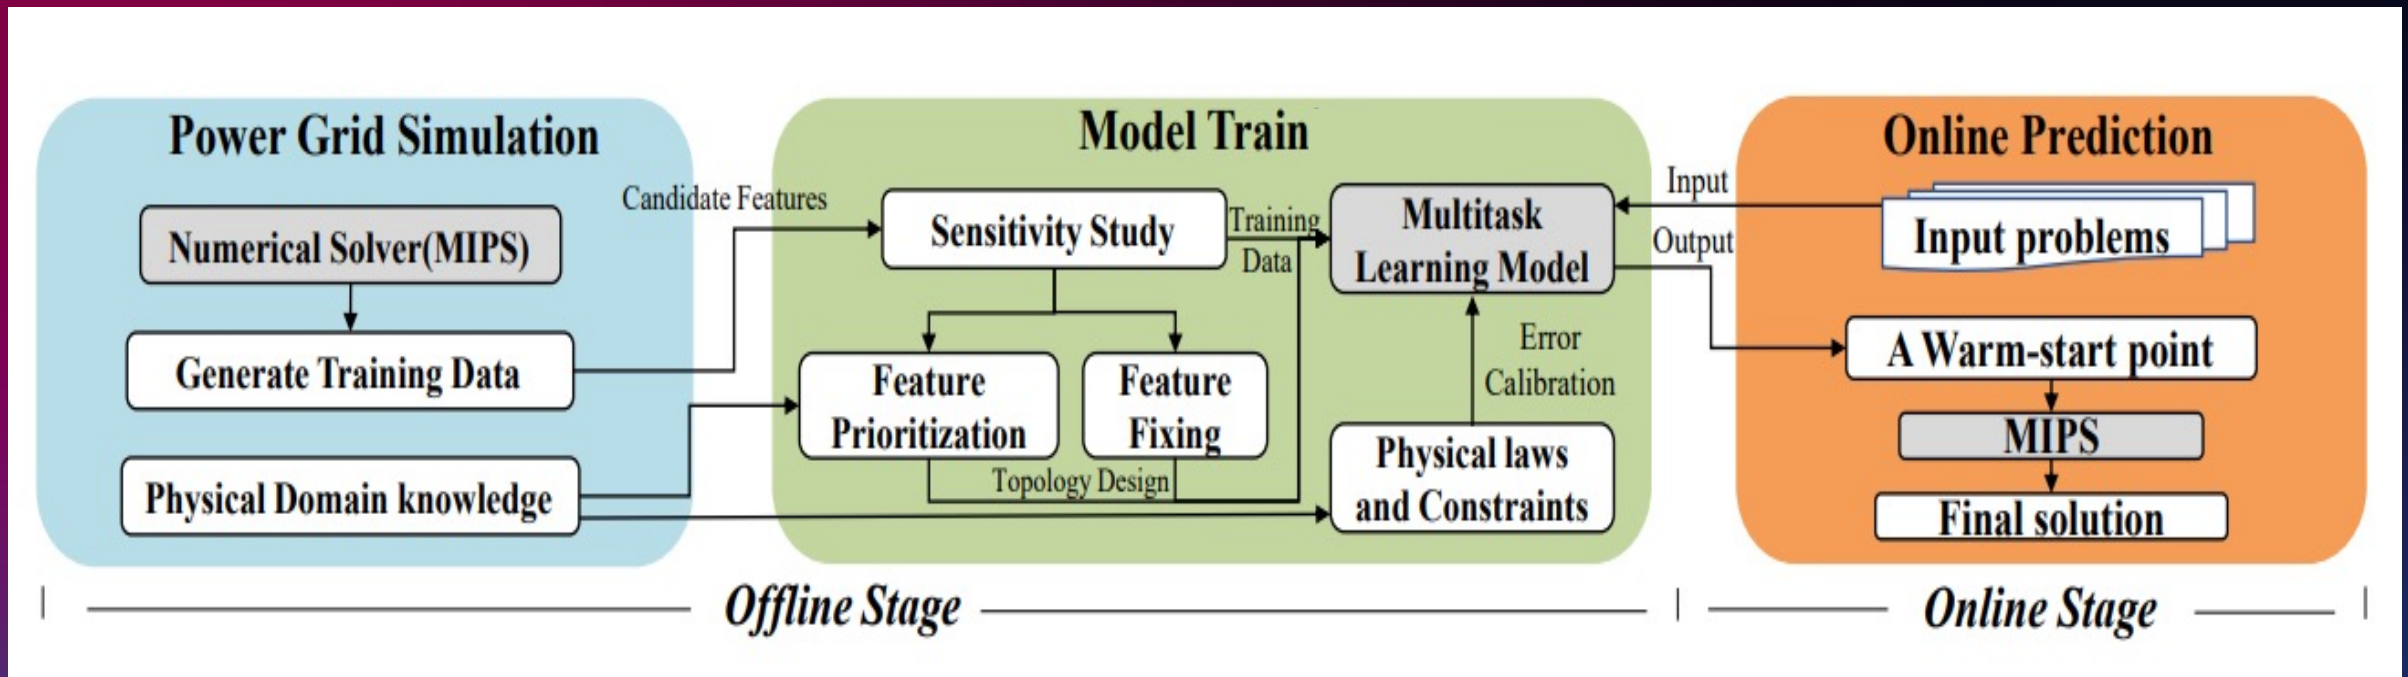 Power Grid Simulation
Numerical Solver(MIPS)
Generate Training Data
Physical Domain knowledge
Candidate Features
Model Train
Sensitivity Study
Training
Data
Multitask
Learning Model
Feature
Prioritization
Feature
Fixing
Topology Design
Error
Calibration
Physical laws
and Constraints
Input
Output
Online Prediction
Input problems
A Warm-start point
MIPS
Final solution
Offline Stage
Online Stage